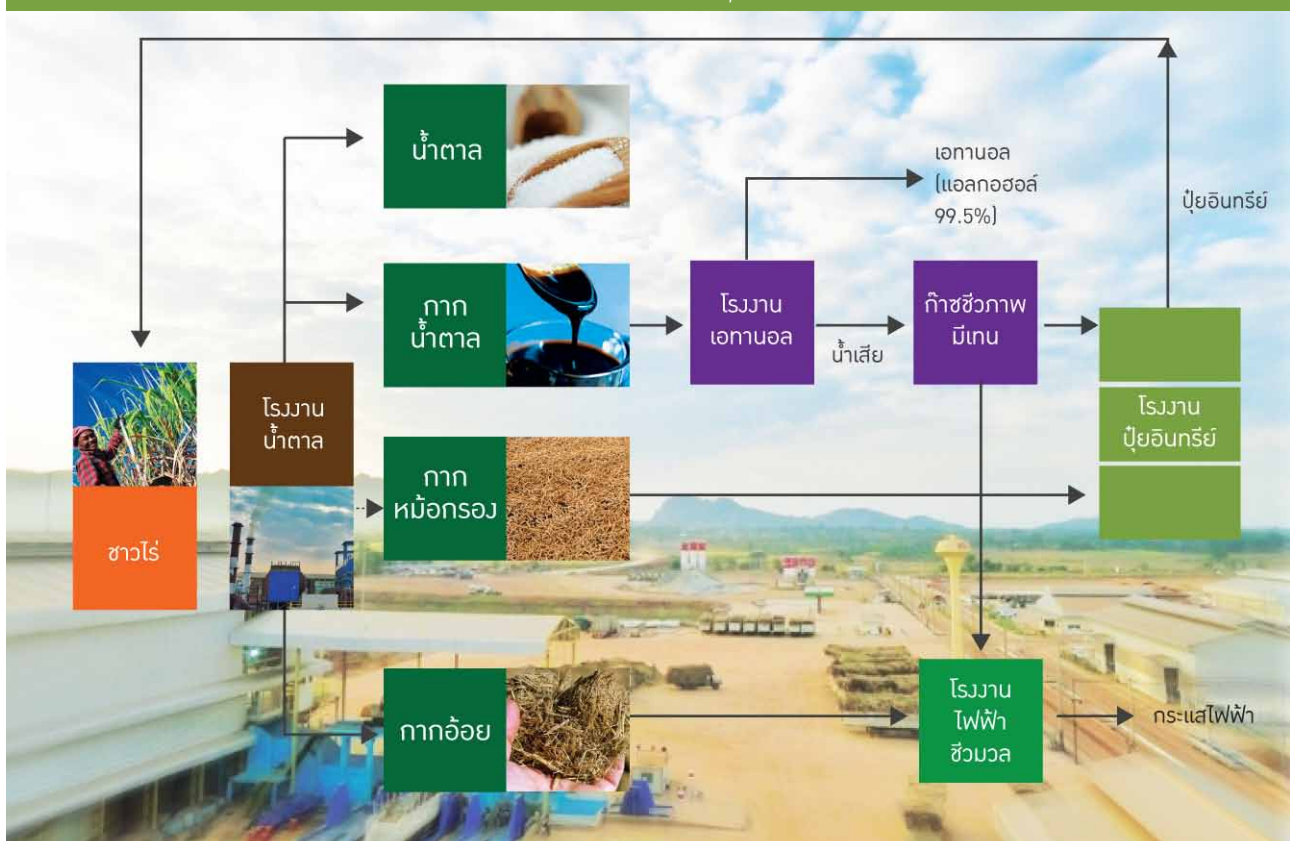 น้ำตาล
เอทานอล
(แอลกอฮอล์
99.5%)
ปุ๋ยอินทรีย์
กาก
น้ำตาล
โรงงาน
เอทานอล
น้ำเสีย
ก๊าซชีวภาพ
มีเทน
โรงงาน
ปุ๋ยอินทรีย์
โรงงาน
น้ำตาล
กาก
หม้อกรอง
ชาวไร่
กากอ้อย
โรงงาน
ไฟฟ้า
ชีวมวล
กระแสไฟฟ้า